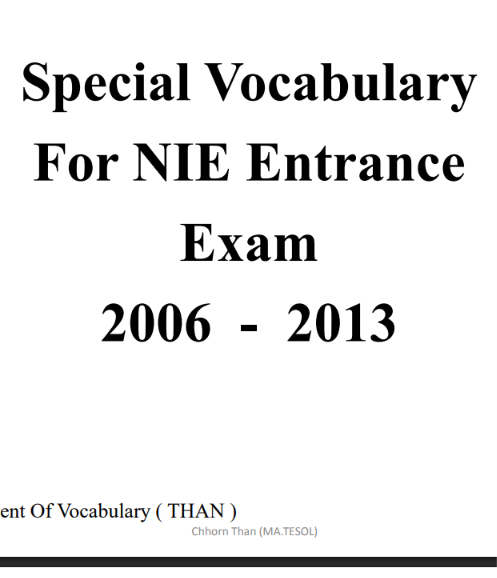 Special Vocabulary
For NIE Entrance
Exam
2006 - 2013
ent Of Vocabulary ( THAN )
Chhorn Than (MA.TESOL)